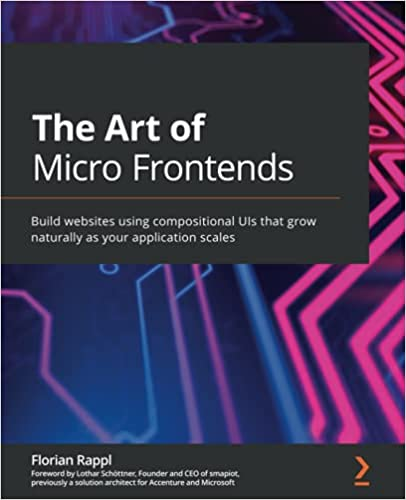 The Art of
Micro Frontends
Build websites using compositional UIs that grow
naturally as your application scales
Florian Rappl
Foreword by Lothar Schöttner, Founder and CEO of smapiot,
previously a solution architect for Accenture and Microsoft